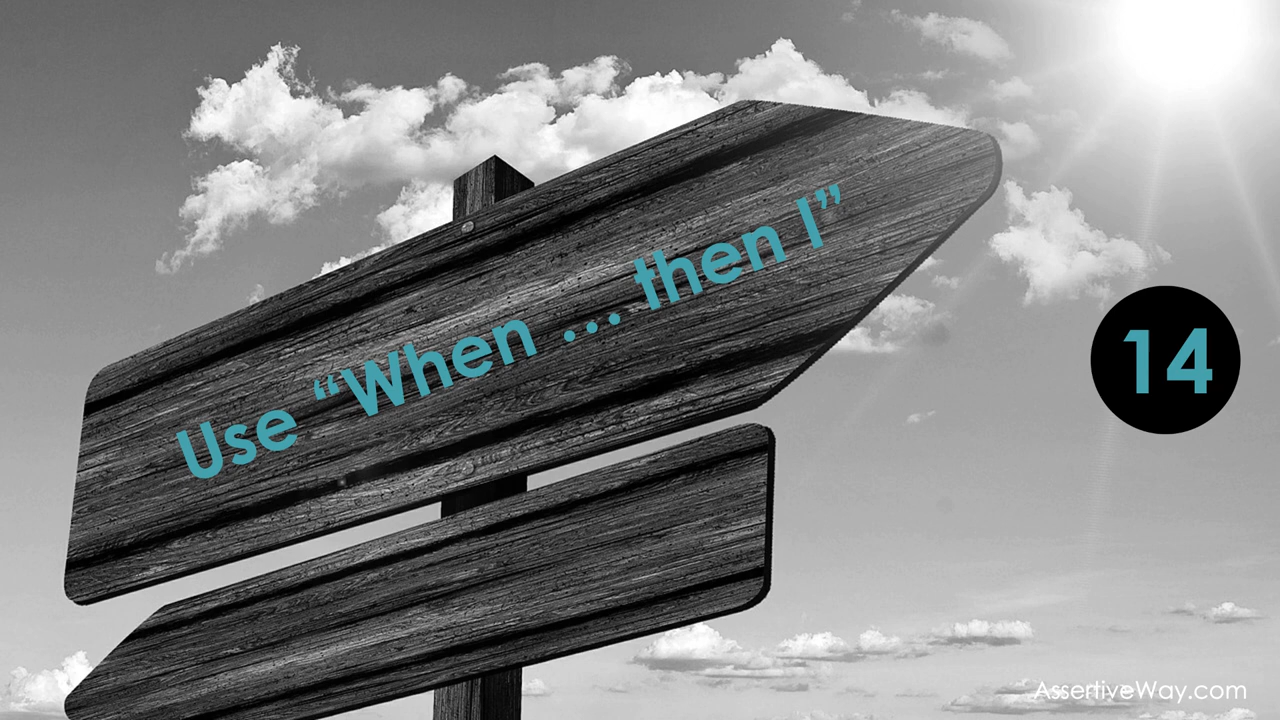 Use “When ... then I”
14
AssertiveWay.com